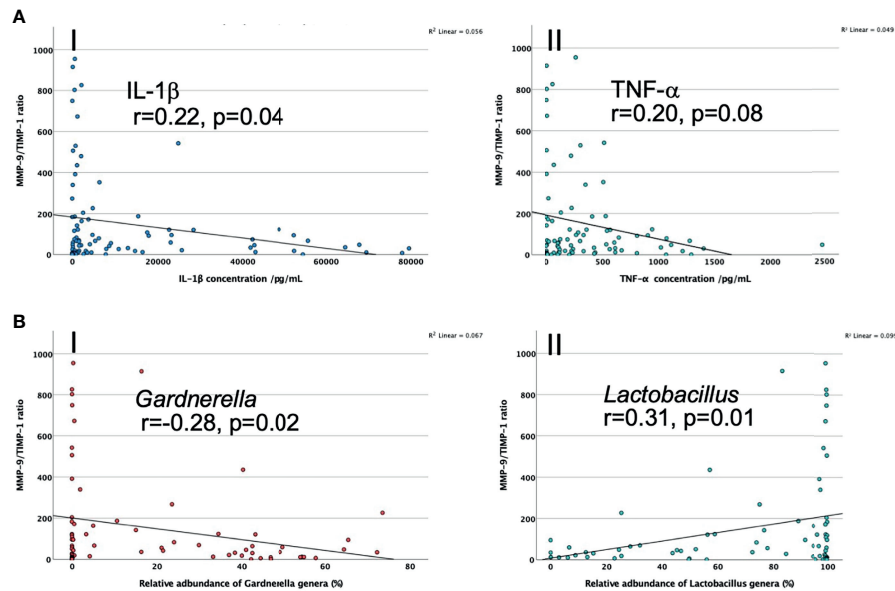 A
I
R² Linear = 0.056
IL-1β
r=0.22, p=0.04
MMP-9/TIMP-1 ratio
1000
800
600
400
200
0
0 20000 40000 60000 80000
IL-1β concentration /pg/mL
II
R² Linear = 0.049
TNF-α
r=0.20, p=0.08
MMP-9/TIMP-1 ratio
1000
800
600
400
200
0
0 500 1000 1500 2000 2500
TNF-α concentration /pg/mL
B
I
R² Linear = 0.067
Gardnerella
r=-0.28, p=0.02
MMP-9/TIMP-1 ratio
1000
800
600
400
200
0
0 20 40 60 80
Relative adbundance of Gardnerella genera (%)
II
R² Linear = 0.095
Lactobacillus
r=0.31, p=0.01
MMP-9/TIMP-1 ratio
1000
800
600
400
200
0
0 20 40 60 80 100
Relative adbundance of Lactobacillus genera (%)